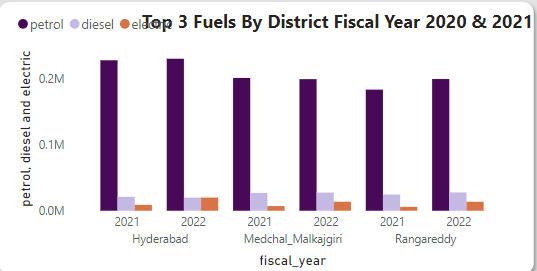 petrol diesel electric
Top 3 Fuels By District Fiscal Year 2020 & 2021
petrol, diesel and electric
0.2M
0.1M
0.0M
2021 2022 2021 2022 2021 2022
Hyderabad Medchal_Malkajgiri Rangareddy
fiscal_year